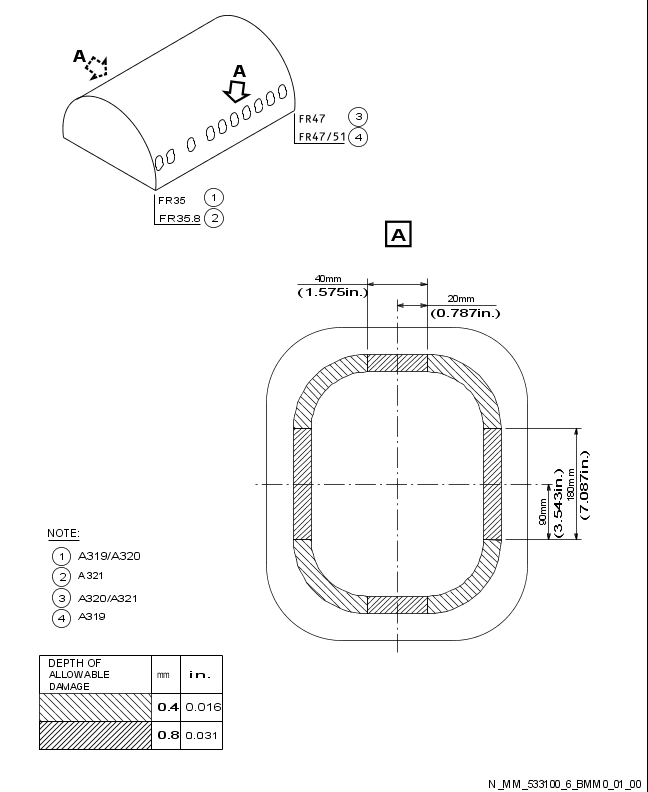 A
A
FR47 3
FR47/51 4
FR35 1
FR35.8 2
A
40mm
(1.575in.)
20mm
(0.787in.)
90mm
(3.543in.)
180mm
(7.087in.)
NOTE:
1 A319/A320
2 A321
3 A320/A321
4 A319
DEPTH OF
ALLOWABLE
DAMAGE
mm in.
0.4 0.016
0.8 0.031
N_MM_533100_6_BMM0_01_00